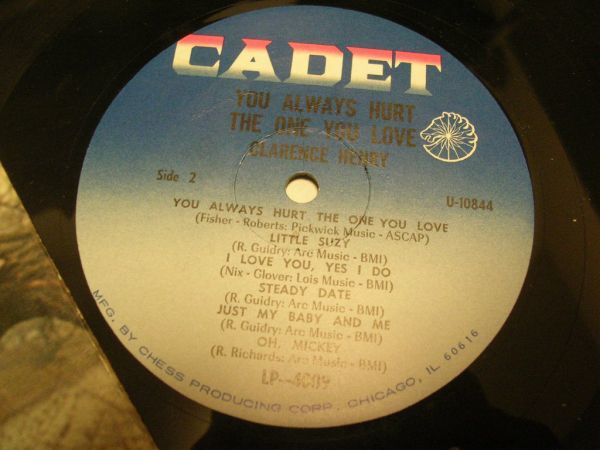 CADET
YOU ALWAYS HURT
THE ONE YOU LOVE
CLARENCE HENRY
Side 2
U-10844
YOU ALWAYS HURT THE ONE YOU LOVE
(Fisher - Roberts: Pickwick Music - ASCAP)
LITTLE SUZY
(R. Guidry: Arc Music - BMI)
I LOVE YOU, YES I DO
(Nix - Glover: Lois Music - BMI)
STEADY DATE
(R. Guidry: Arc Music - BMI)
JUST MY BABY AND ME
(R. Guidry: Arc Music - BMI)
OH, MICKEY
(R. Richards: Arc Music - BMI)
LP--4009
MFG. BY CHESS PRODUCING CORP. CHICAGO, IL 60616